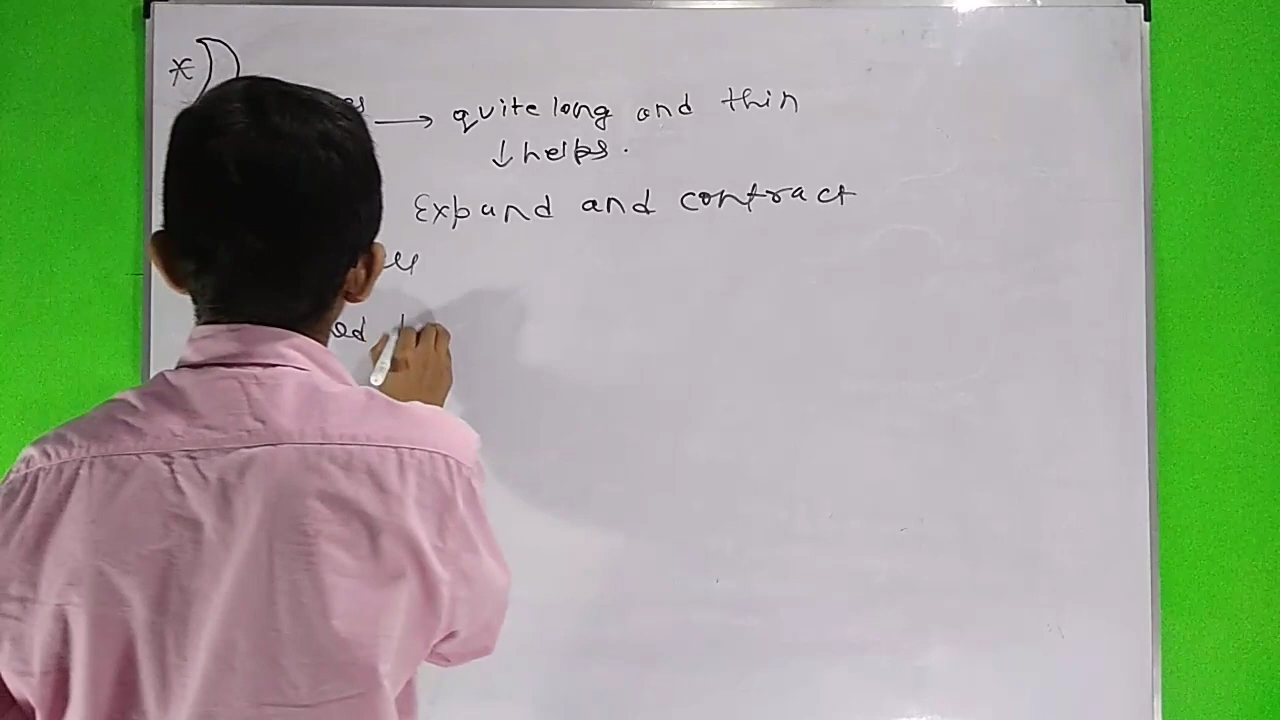 *)
→ quite long and thin
↓ helps.
Expand and contract